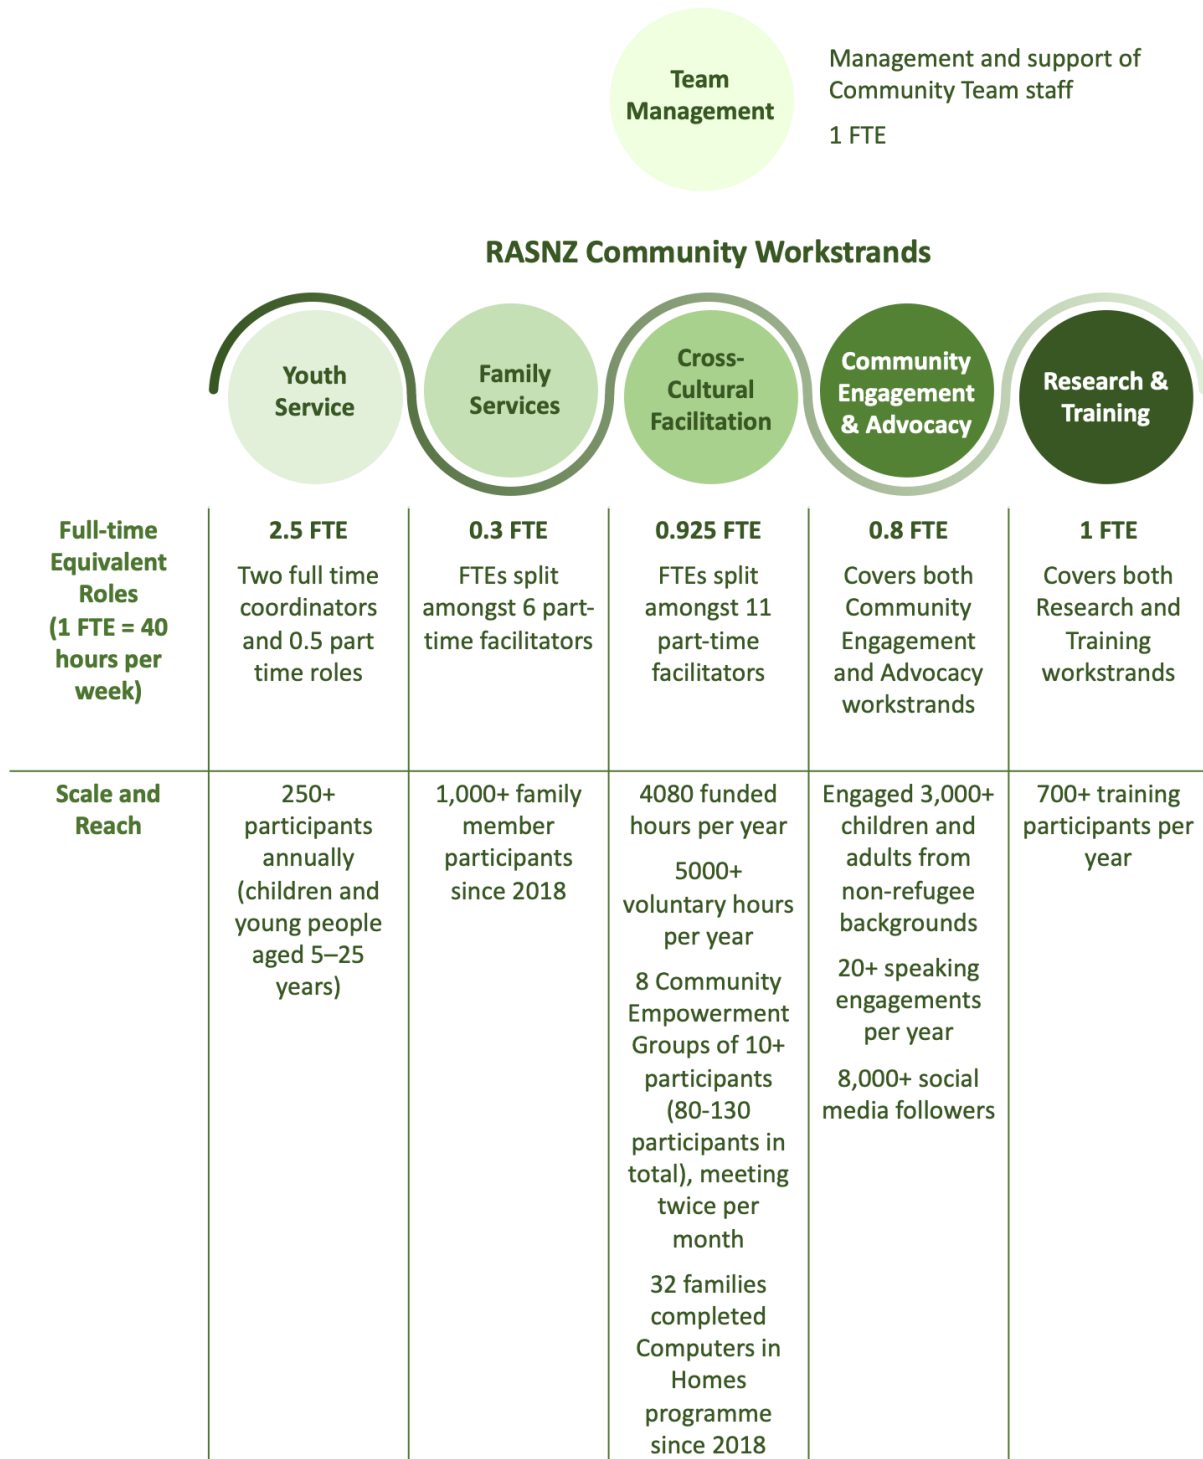 Team
Management
Management and support of
Community Team staff
1 FTE
RASNZ Community Workstrands
Youth
Service
Family
Services
Cross-
Cultural
Facilitation
Community
Engagement
& Advocacy
Research &
Training
Full-time
Equivalent
Roles
(1 FTE = 40
hours per
week)
2.5 FTE
Two full time
coordinators
and 0.5 part
time roles
0.3 FTE
FTEs split
amongst 6 part-
time facilitators
0.925 FTE
FTEs split
amongst 11
part-time
facilitators
0.8 FTE
Covers both
Community
Engagement
and Advocacy
workstrands
1 FTE
Covers both
Research and
Training
workstrands
Scale and
Reach
250+
participants
annually
(children and
young people
aged 5–25
years)
1,000+ family
member
participants
since 2018
4080 funded
hours per year
5000+
voluntary hours
per year
8 Community
Empowerment
Groups of 10+
participants
(80-130
participants in
total), meeting
twice per
month
32 families
completed
Computers in
Homes
programme
since 2018
Engaged 3,000+
children and
adults from
non-refugee
backgrounds
20+ speaking
engagements
per year
8,000+ social
media followers
700+ training
participants per
year